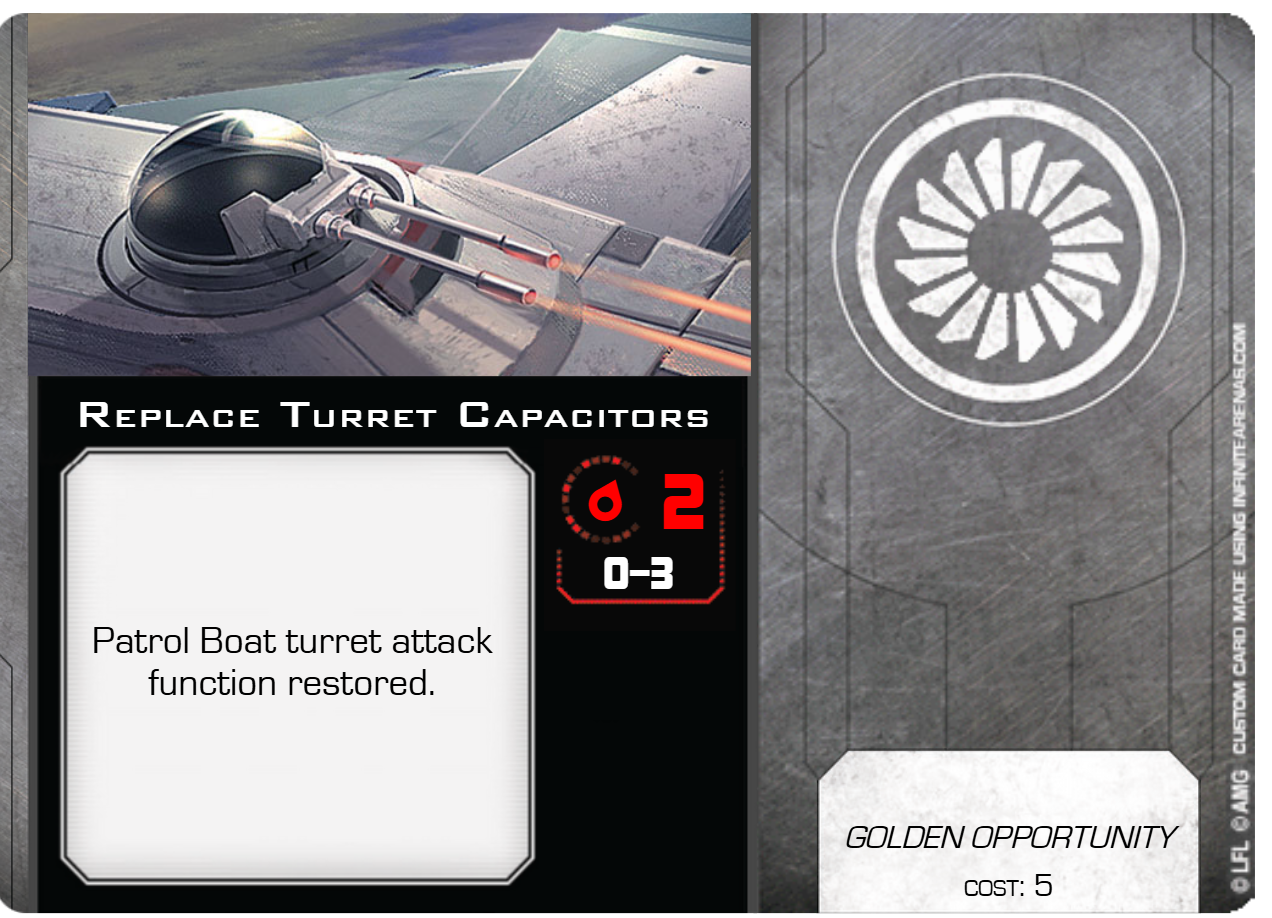 Replace Turret Capacitors
2
0-3
Patrol Boat turret attack
function restored.
GOLDEN OPPORTUNITY
COST: 5
© LFL © AMG CUSTOM CARD MADE USING INFINITEARENAS.COM